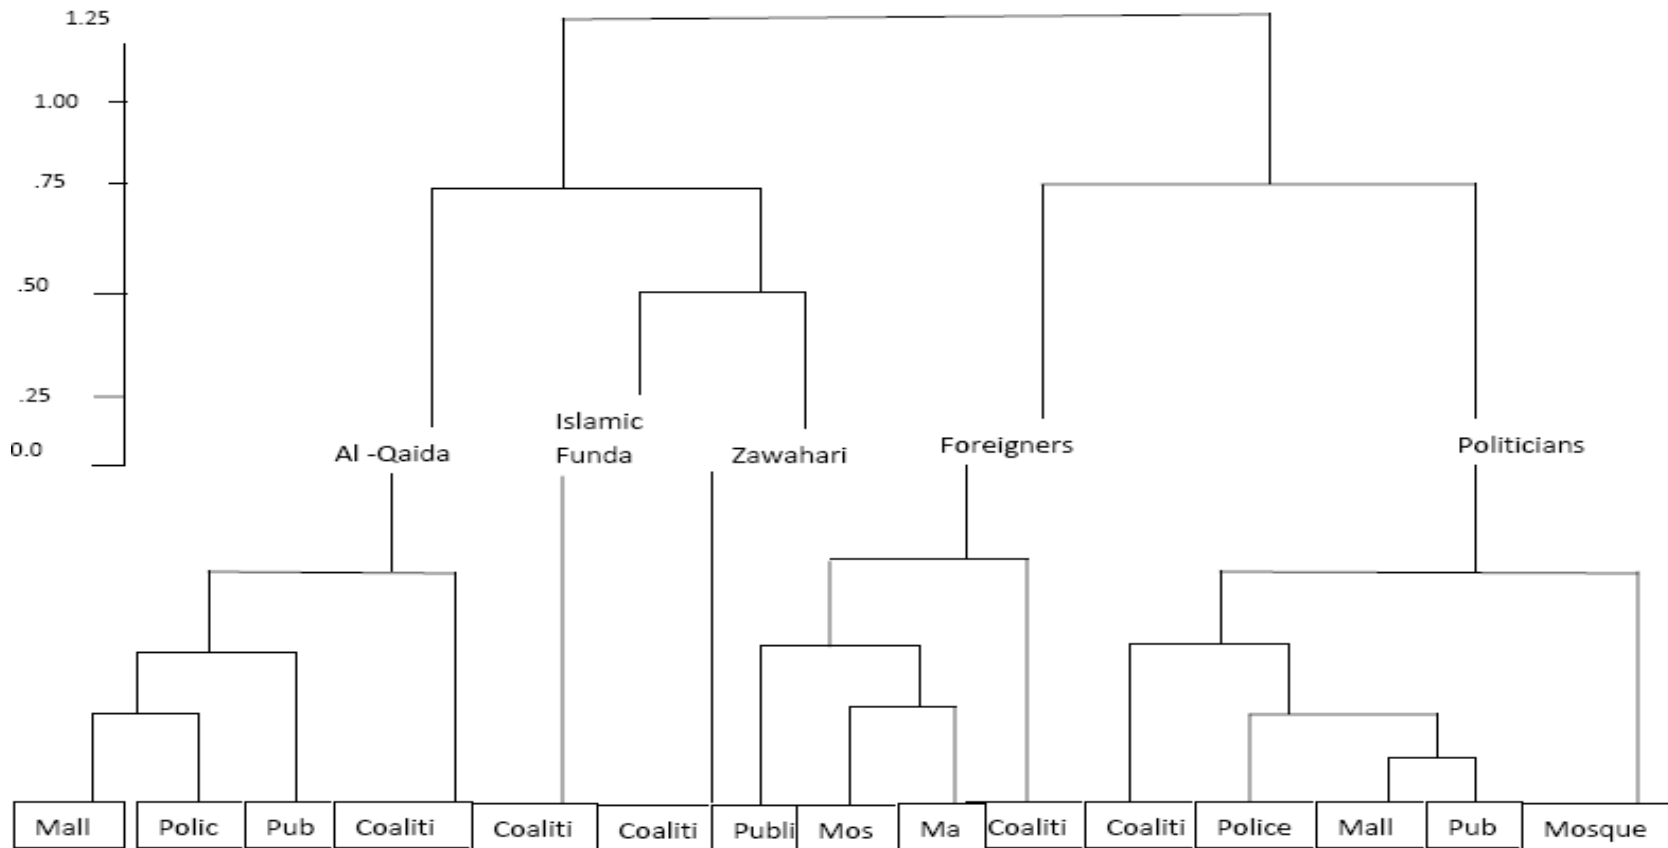 1.25
1.00
.75
.50
.25
0.0
Al -Qaida
Islamic
Funda
Zawahari
Foreigners
Politicians
Mall
Polic
Pub
Coaliti
Coaliti
Coaliti
Publi
Mos
Ma
Coaliti
Coaliti
Police
Mall
Pub
Mosque